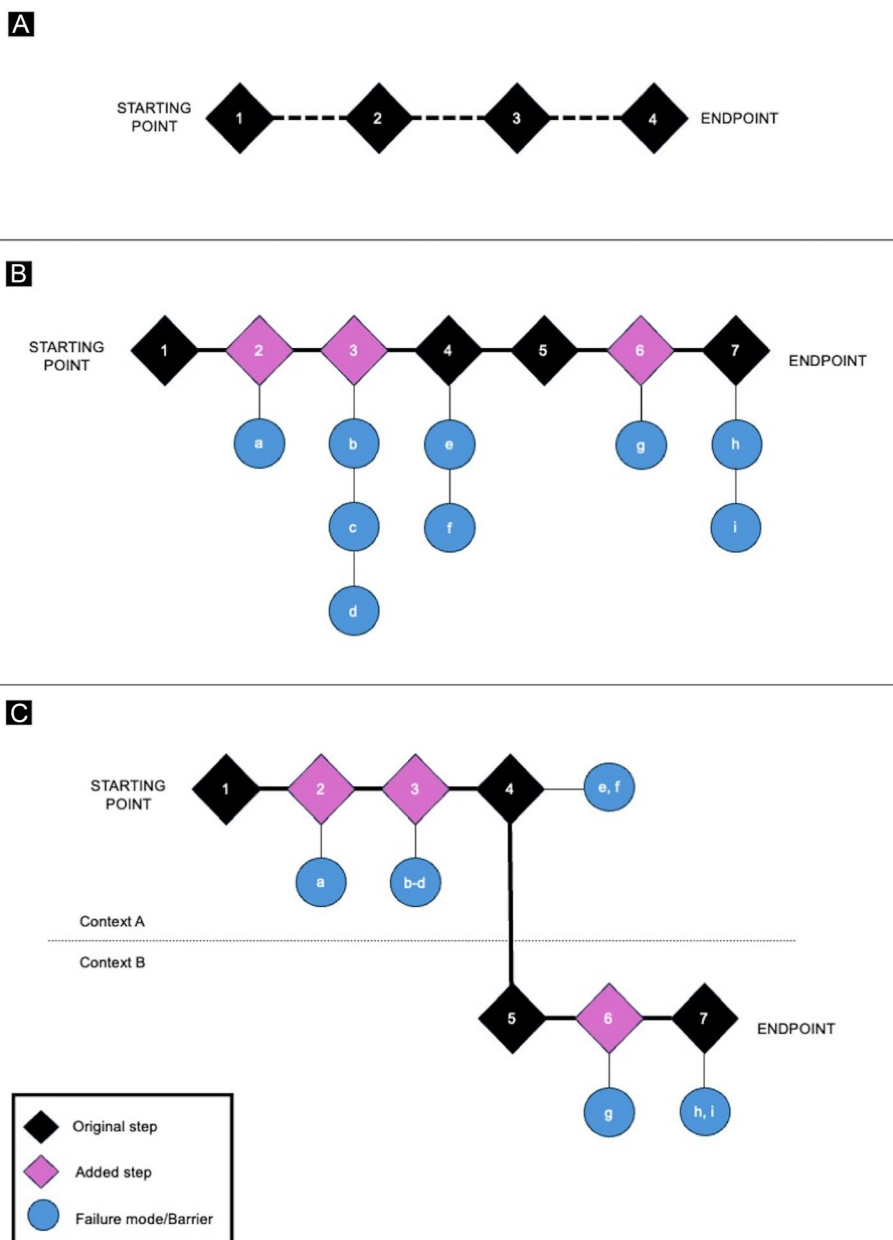 A
STARTING
POINT
1
2
3
4
ENDPOINT
B
STARTING
POINT
1
2
3
4
5
6
7
ENDPOINT
a
b
e
g
h
c
f
i
d
C
STARTING
POINT
1
2
3
4
e, f
a
b-d
Context A
Context B
5
6
7
ENDPOINT
g
h, i
Original step
Added step
Failure mode/Barrier